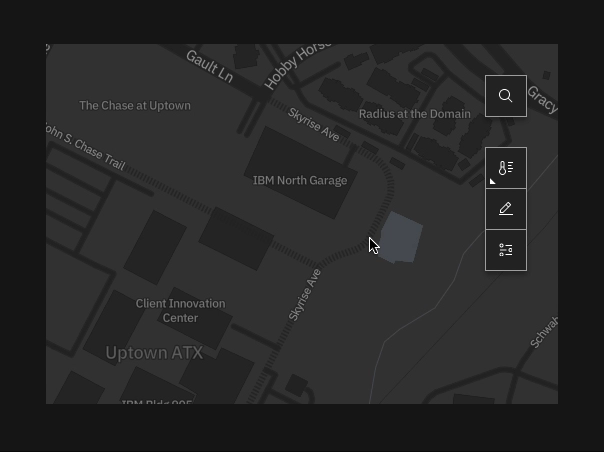 Gault Ln
Hobby Horse
The Chase at Uptown
Skyrise Ave
Radius at the Domain
Gracy
John S. Chase Trail
IBM North Garage
Skyrise Ave
Client Innovation
Center
Uptown ATX
Schwab
IBM Bldg 905